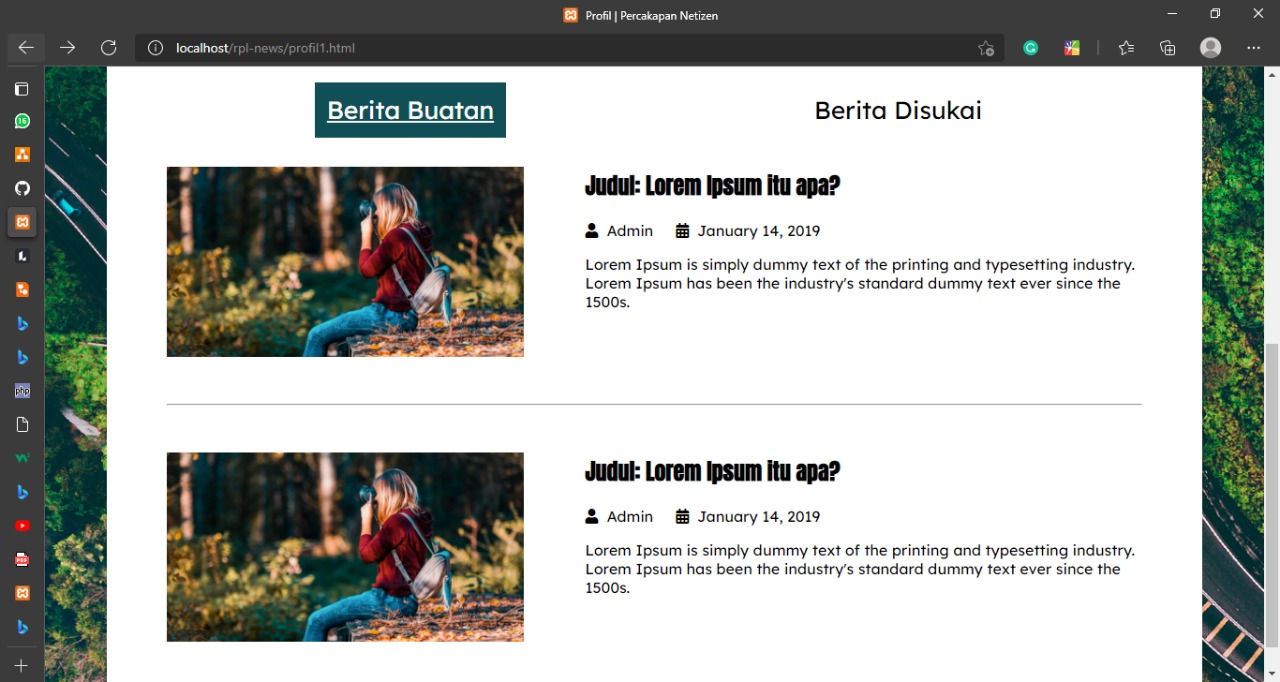 Profil | Percakapan Netizen
localhost/rpl-news/profil1.html
16
php
PDF
Berita Buatan
Berita Disukai
Judul: Lorem Ipsum itu apa?
Admin January 14, 2019
Lorem Ipsum is simply dummy text of the printing and typesetting industry.
Lorem Ipsum has been the industry's standard dummy text ever since the
1500s.
Judul: Lorem Ipsum itu apa?
Admin January 14, 2019
Lorem Ipsum is simply dummy text of the printing and typesetting industry.
Lorem Ipsum has been the industry's standard dummy text ever since the
1500s.